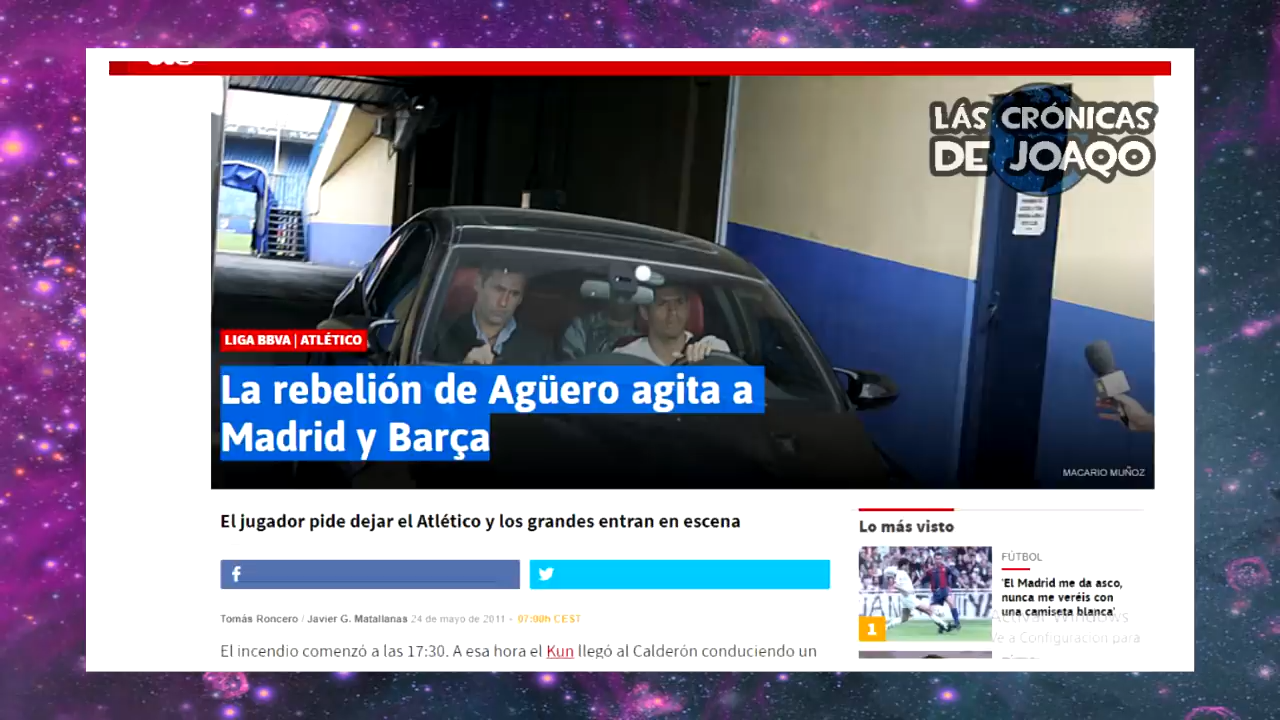 LÁS CRÓNICAS
DE JOAQO
LIGA BBVA | ATLÉTICO
La rebelión de Agüero agita a
Madrid y Barça
MACARIO MUÑOZ
El jugador pide dejar el Atlético y los grandes entran en escena
Lo más visto
FÚTBOL
'El Madrid me da asco,
nunca me veréis con
una camiseta blanca'
1
Activar Windows
Ve a Configuración para
Tomás Roncero / Javier G. Matallanas 24 de mayo de 2011 - 07:00h CEST
El incendio comenzó a las 17:30. A esa hora el Kun llegó al Calderón conduciendo un